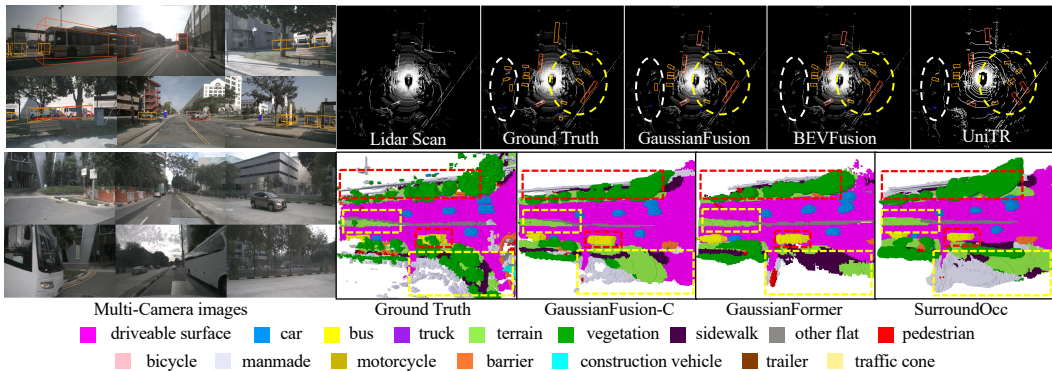 Lidar Scan Ground Truth GaussianFusion BEVFusion UniTR
Multi-Camera images Ground Truth GaussianFusion-C GaussianFormer SurroundOcc
driveable surface car bus truck terrain vegetation sidewalk other flat pedestrian
bicycle manmade motorcycle barrier construction vehicle trailer traffic cone